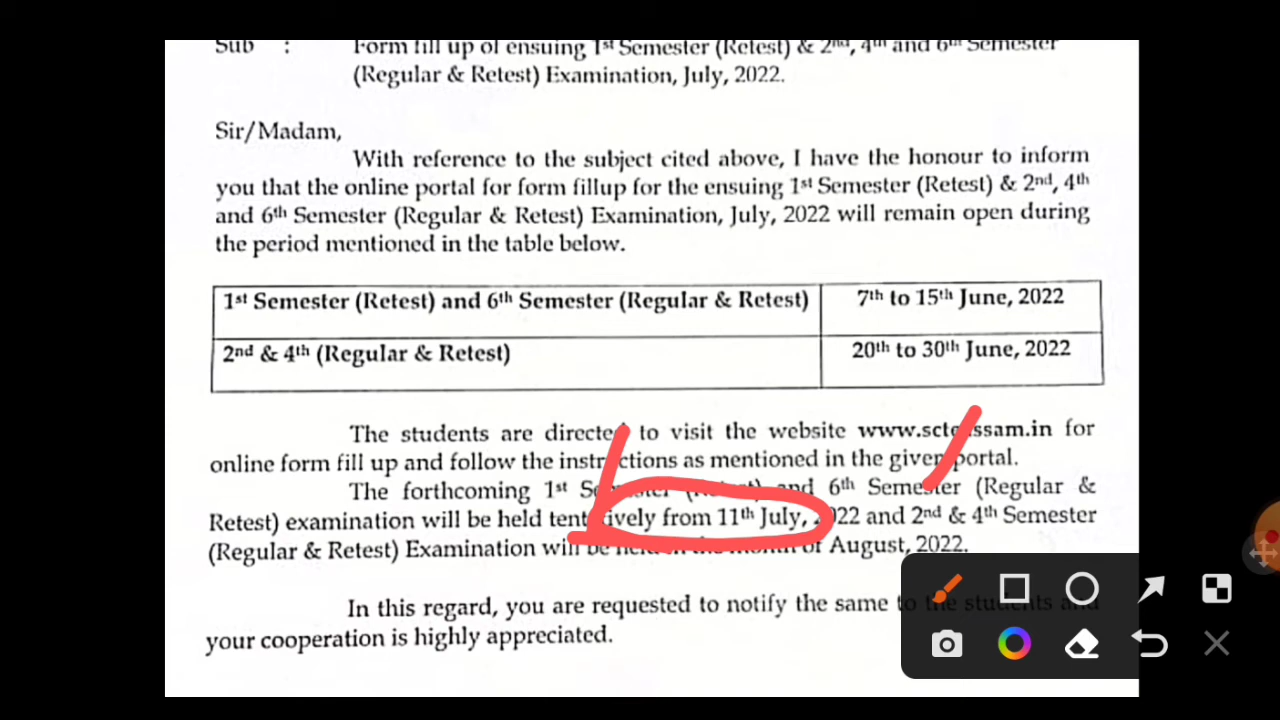 Sub : Form fill up of ensuing 1st Semester (Retest) & 2nd, 4th and 6th Semester
(Regular & Retest) Examination, July, 2022.
Sir/Madam,
With reference to the subject cited above, I have the honour to inform
you that the online portal for form fillup for the ensuing 1st Semester (Retest) & 2nd, 4th
and 6th Semester (Regular & Retest) Examination, July, 2022 will remain open during
the period mentioned in the table below.
1st Semester (Retest) and 6th Semester (Regular & Retest) 7th to 15th June, 2022
2nd & 4th (Regular & Retest) 20th to 30th June, 2022
The students are directed to visit the website www.scteassam.in for
online form fill up and follow the instructions as mentioned in the given portal.
The forthcoming 1st Semester (Retest) and 6th Semester (Regular &
Retest) examination will be held tentatively from 11th July, 2022 and 2nd & 4th Semester
(Regular & Retest) Examination will be held in the month of August, 2022.
In this regard, you are requested to notify the same to the students and
your cooperation is highly appreciated.